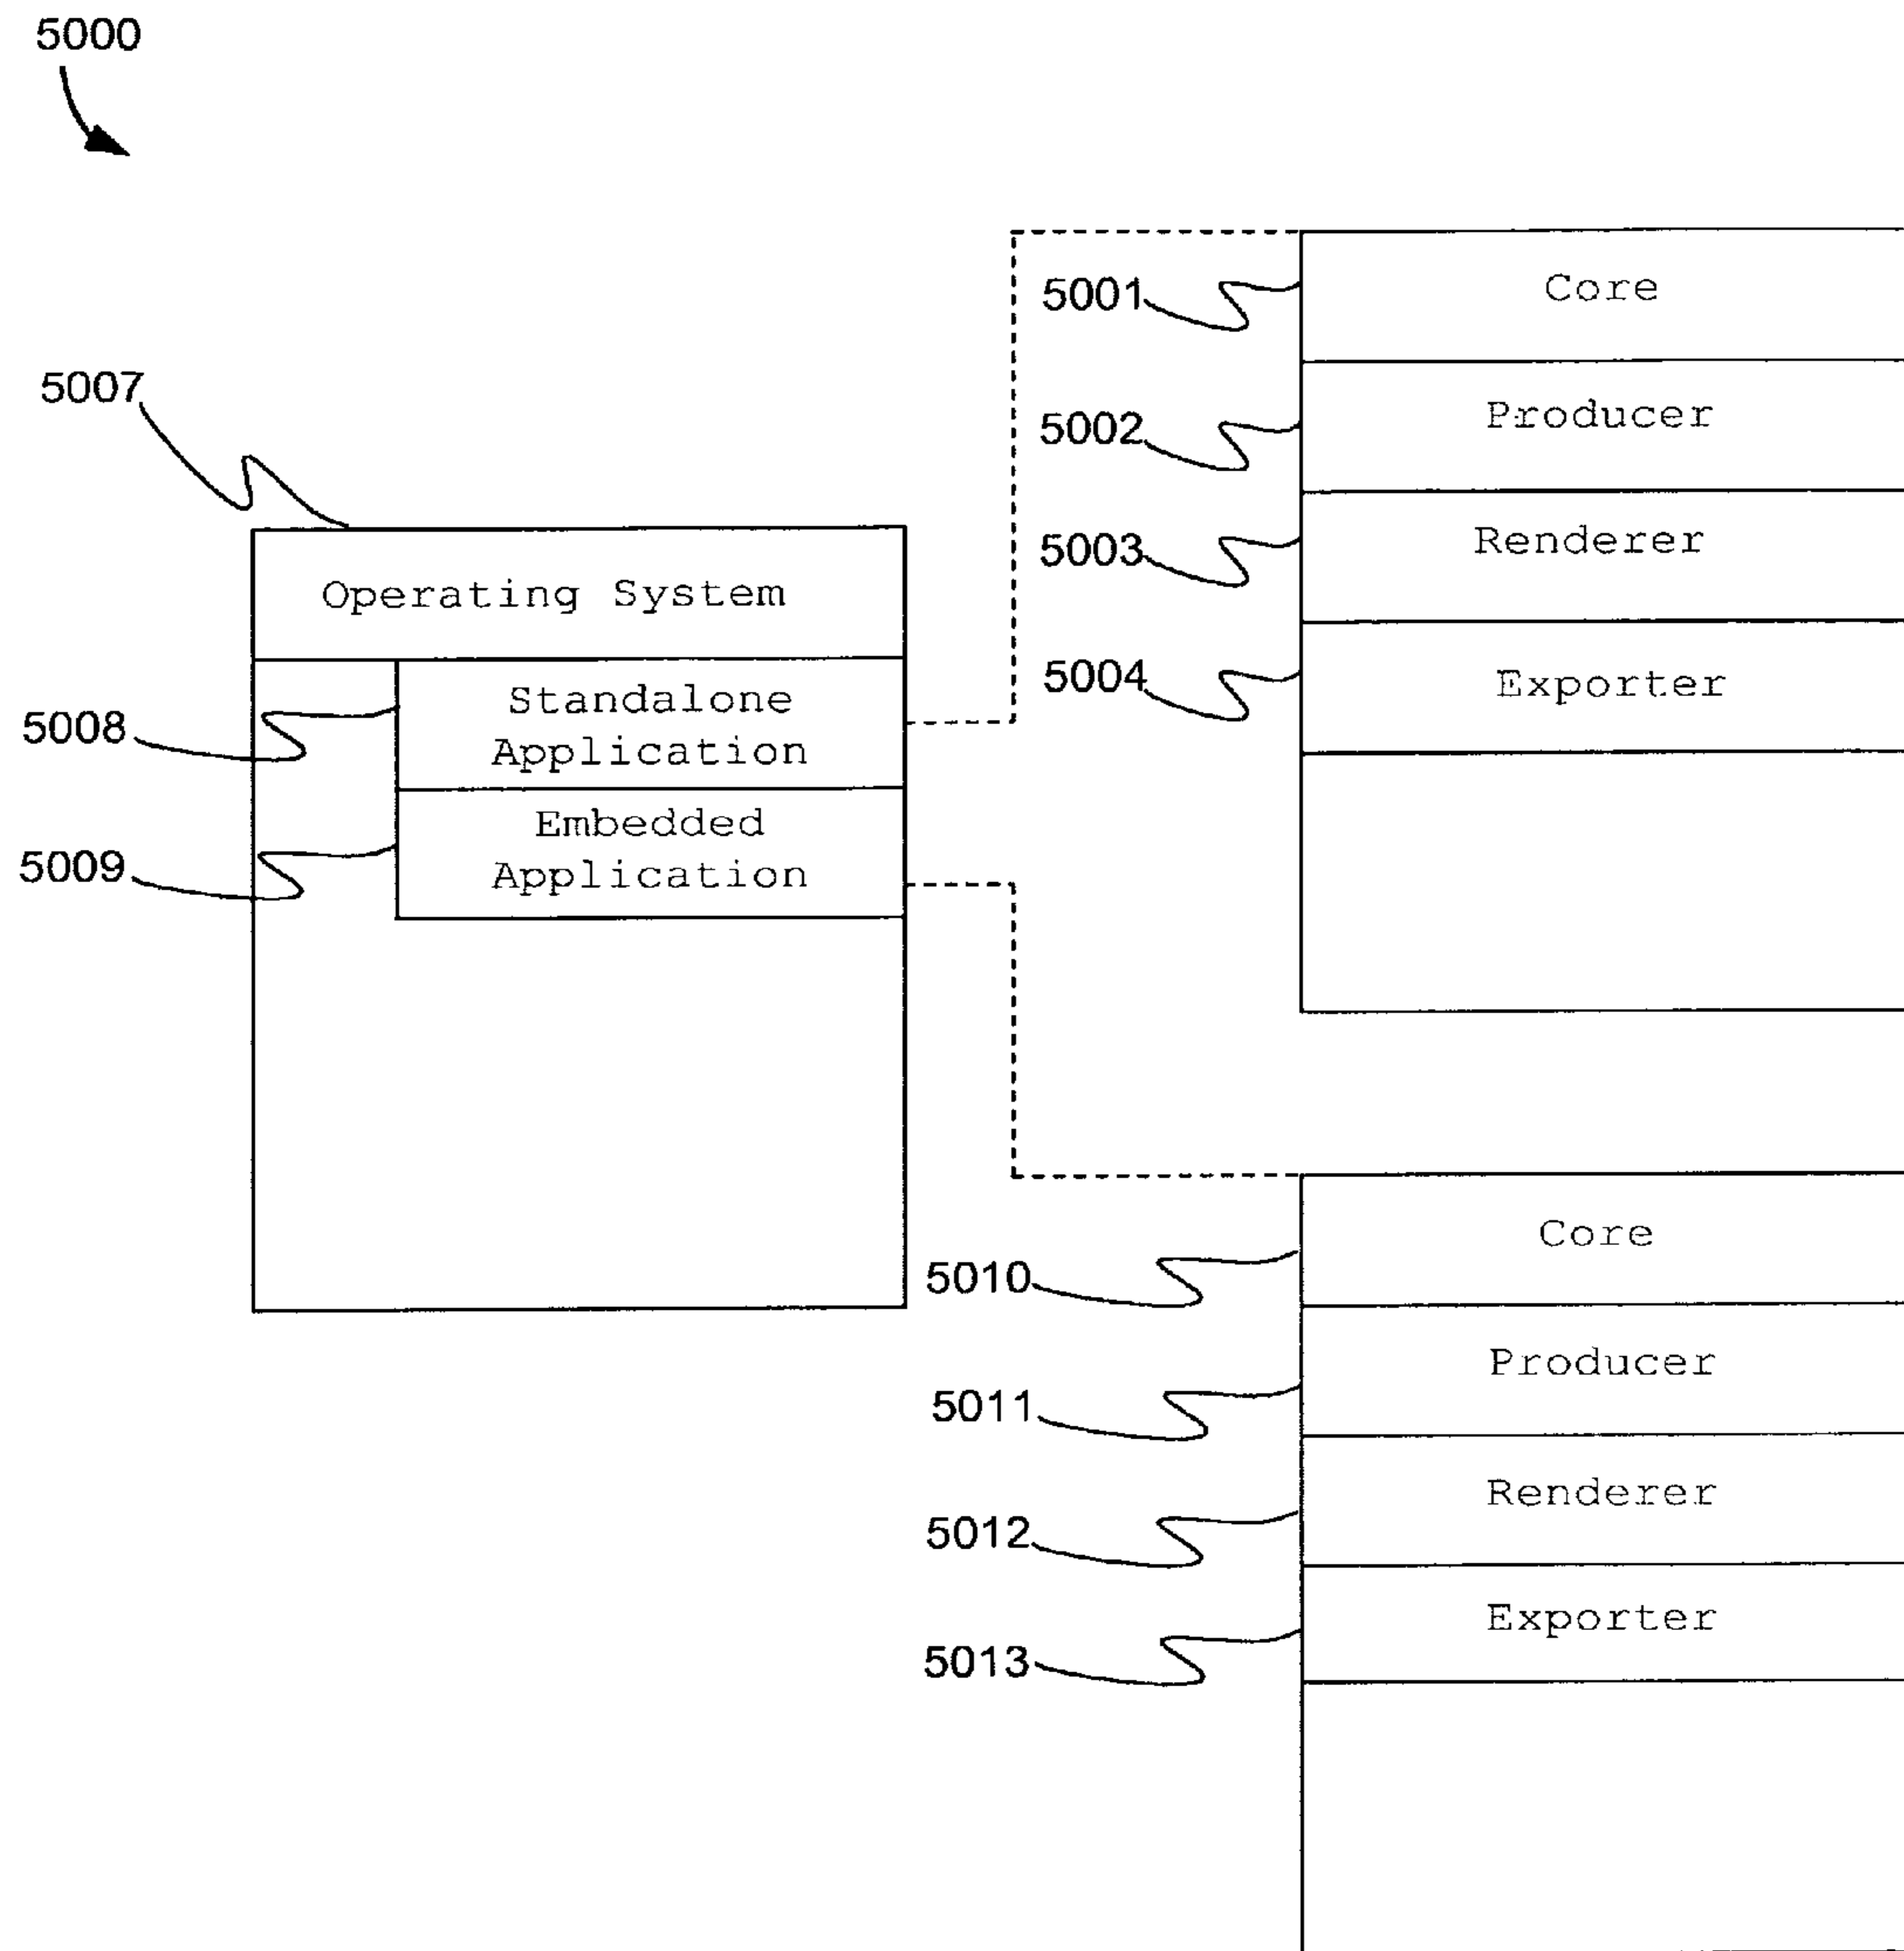 5000
5001
Core
5002
Producer
5003
Renderer
5004
Exporter
5007
Operating System
5008
Standalone
Application
5009
Embedded
Application
5010
Core
5011
Producer
5012
Renderer
5013
Exporter